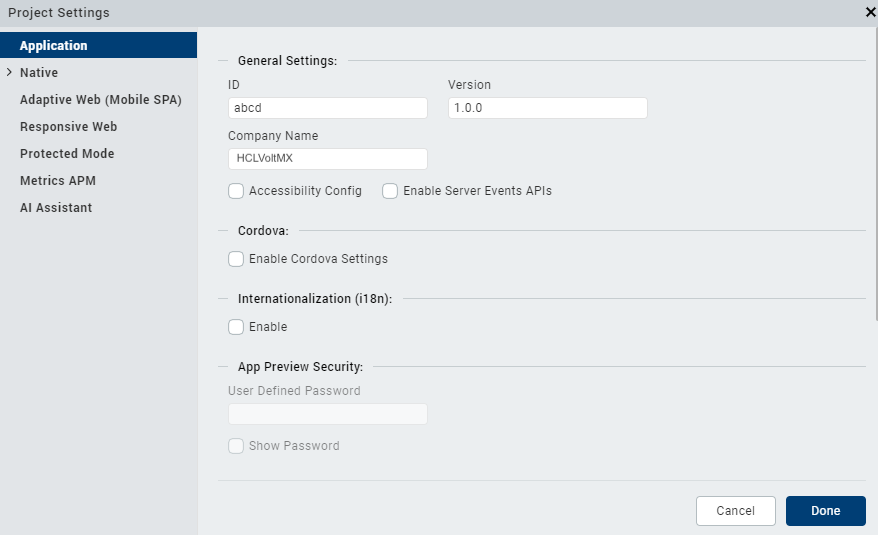 Project Settings
Application
Native
Adaptive Web (Mobile SPA)
Responsive Web
Protected Mode
Metrics APM
AI Assistant
General Settings:
ID
Version
abcd
1.0.0
Company Name
HCLVoltMX
Accessibility Config
Enable Server Events APIs
Cordova:
Enable Cordova Settings
Internationalization (i18n):
Enable
App Preview Security:
User Defined Password
Show Password
Cancel
Done